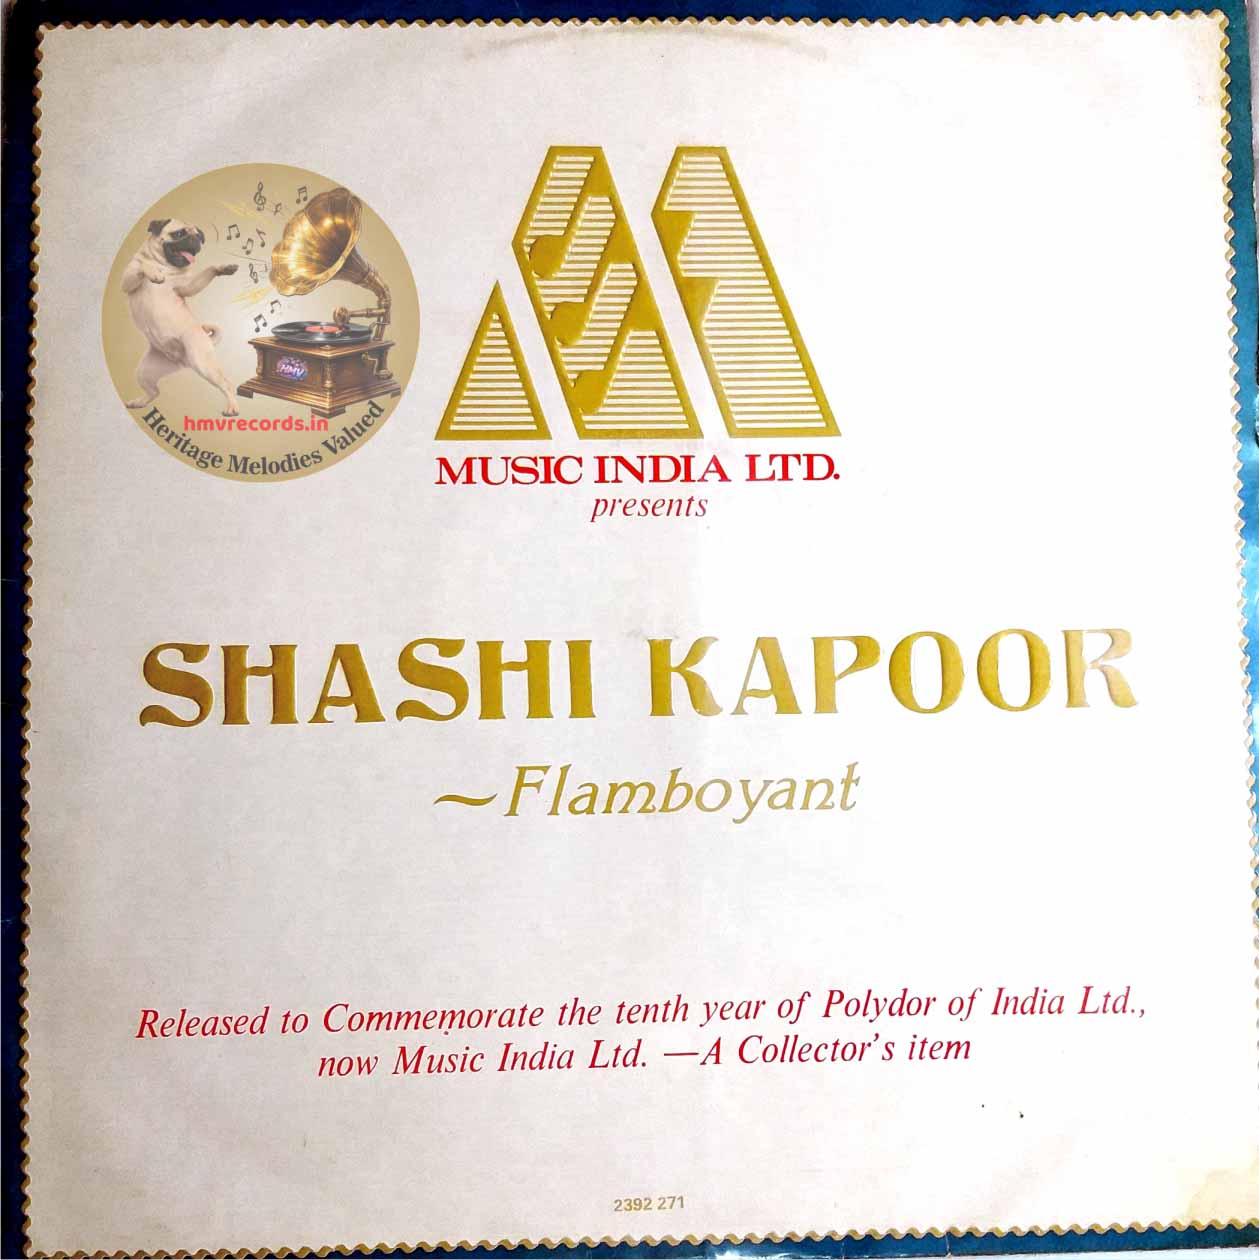 HMV
hmvrecords.in
Heritage Melodies Valued
MUSIC INDIA LTD.
presents
SHASHI KAPOOR
~Flamboyant
Released to Commemorate the tenth year of Polydor of India Ltd.,
now Music India Ltd. —A Collector's item
2392 271